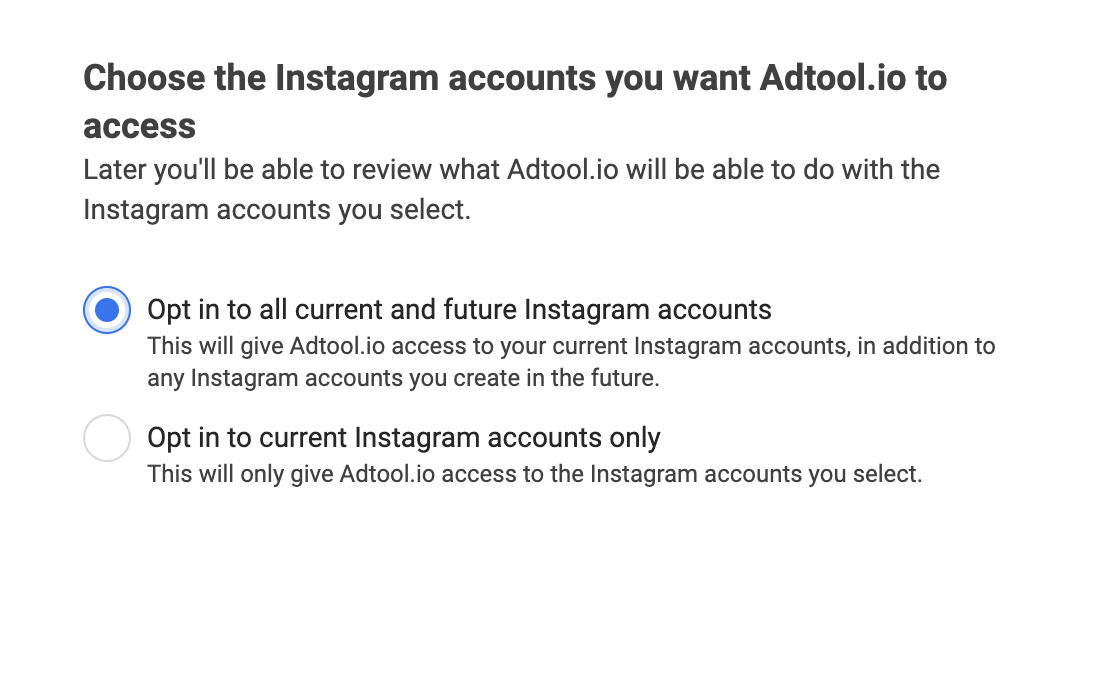 Choose the Instagram accounts you want Adtool.io to
access
Later you'll be able to review what Adtool.io will be able to do with the
Instagram accounts you select.
Opt in to all current and future Instagram accounts
This will give Adtool.io access to your current Instagram accounts, in addition to
any Instagram accounts you create in the future.
Opt in to current Instagram accounts only
This will only give Adtool.io access to the Instagram accounts you select.